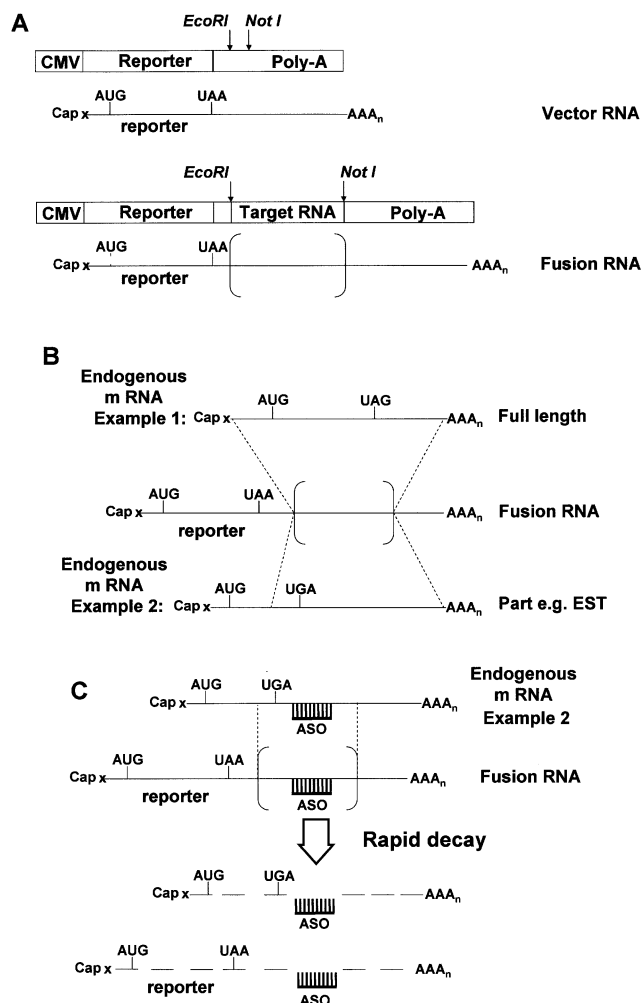 A
EcoRI Not I
CMV Reporter Poly-A
AUG UAA
Cap x AAAn
reporter
Vector RNA
EcoRI Not I
CMV Reporter Target RNA Poly-A
AUG UAA
Cap x AAAn
reporter
Fusion RNA
B
Endogenous
m RNA
Example 1:
AUG UAG
Cap x AAAn
Full length
AUG UAA
Cap x AAAn
reporter
Fusion RNA
Endogenous
m RNA
Example 2:
AUG UGA
Cap x AAAn
Part e.g. EST
C
AUG UGA
Cap x AAAn
ASO
Endogenous
m RNA
Example 2
AUG UAA
Cap x AAAn
reporter
ASO
Fusion RNA
Rapid decay
AUG UGA
Cap x AAAn
ASO
AUG UAA
Cap x AAAn
reporter
ASO